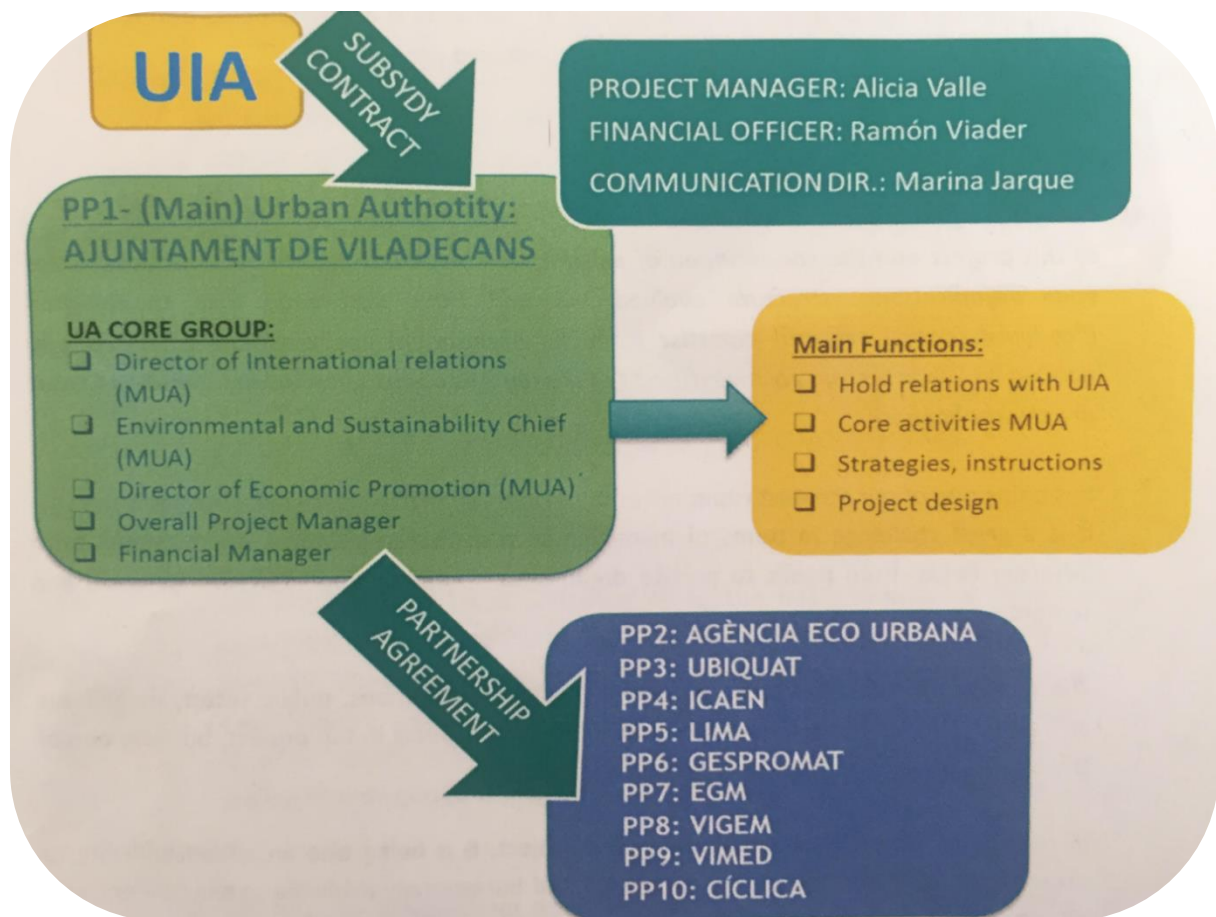 UIA
SUBSYDY
CONTRACT
PROJECT MANAGER: Alicia Valle
FINANCIAL OFFICER: Ramón Viader
COMMUNICATION DIR.: Marina Jarque
PP1- (Main) Urban Authotity:
AJUNTAMENT DE VILADECANS
UA CORE GROUP:
❑ Director of International relations
(MUA)
❑ Environmental and Sustainability Chief
(MUA)
❑ Director of Economic Promotion (MUA)
❑ Overall Project Manager
❑ Financial Manager
Main Functions:
❑ Hold relations with UIA
❑ Core activities MUA
❑ Strategies, instructions
❑ Project design
PARTNERSHIP
AGREEMENT
PP2: AGÈNCIA ECO URBANA
PP3: UBIQUAT
PP4: ICAEN
PP5: LIMA
PP6: GESPROMAT
PP7: EGM
PP8: VIGEM
PP9: VIMED
PP10: CÍCLICA